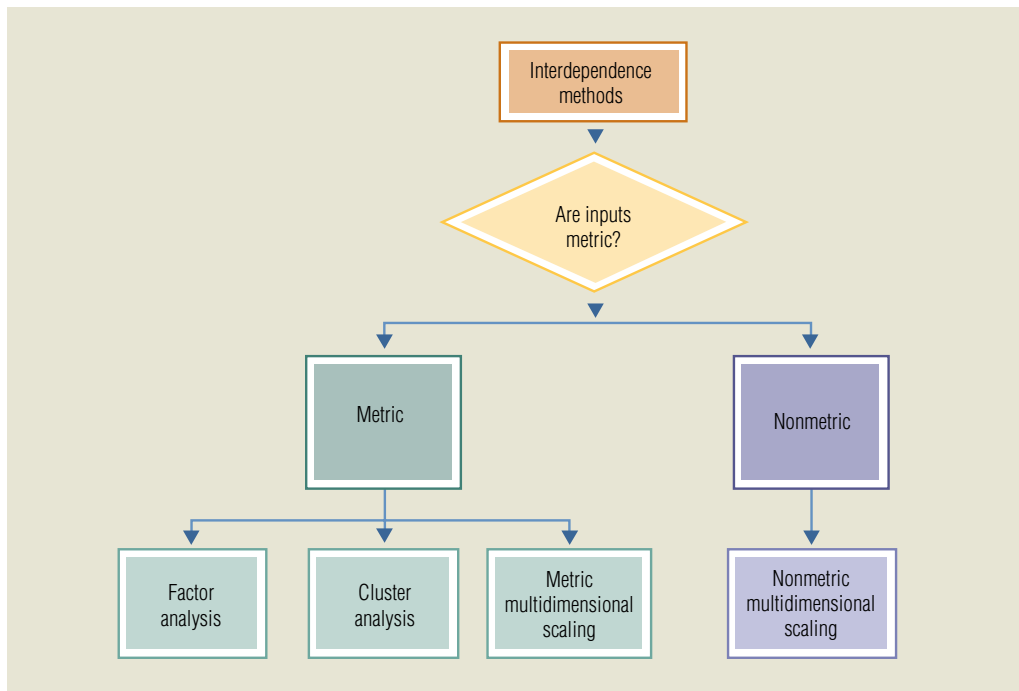 Interdependence
methods
Are inputs
metric?
Metric
Nonmetric
Factor
analysis
Cluster
analysis
Metric
multidimensional
scaling
Nonmetric
multidimensional
scaling